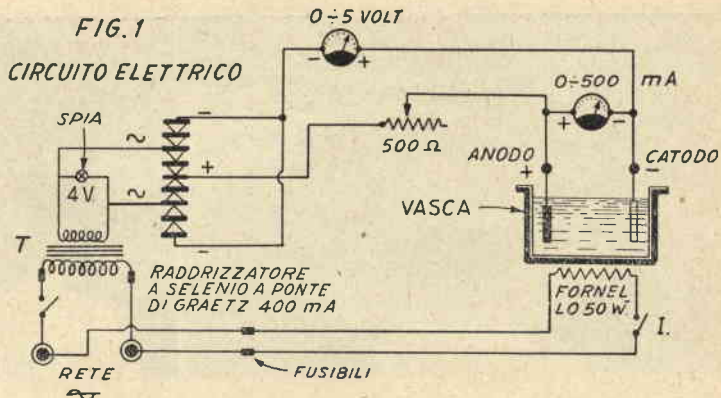 FIG. 1
CIRCUITO ELETTRICO
0÷5 VOLT
- +
0÷500 mA
+ -
SPIA
4 V.
~
~
-
+
-
500 Ω
ANODO
+
CATODO
-
VASCA
T
RADDRIZZATORE
A SELENIO A PONTE
DI GRAETZ 400 mA
FORNEL
LO 50 W.
I.
RETE
FUSIBILI